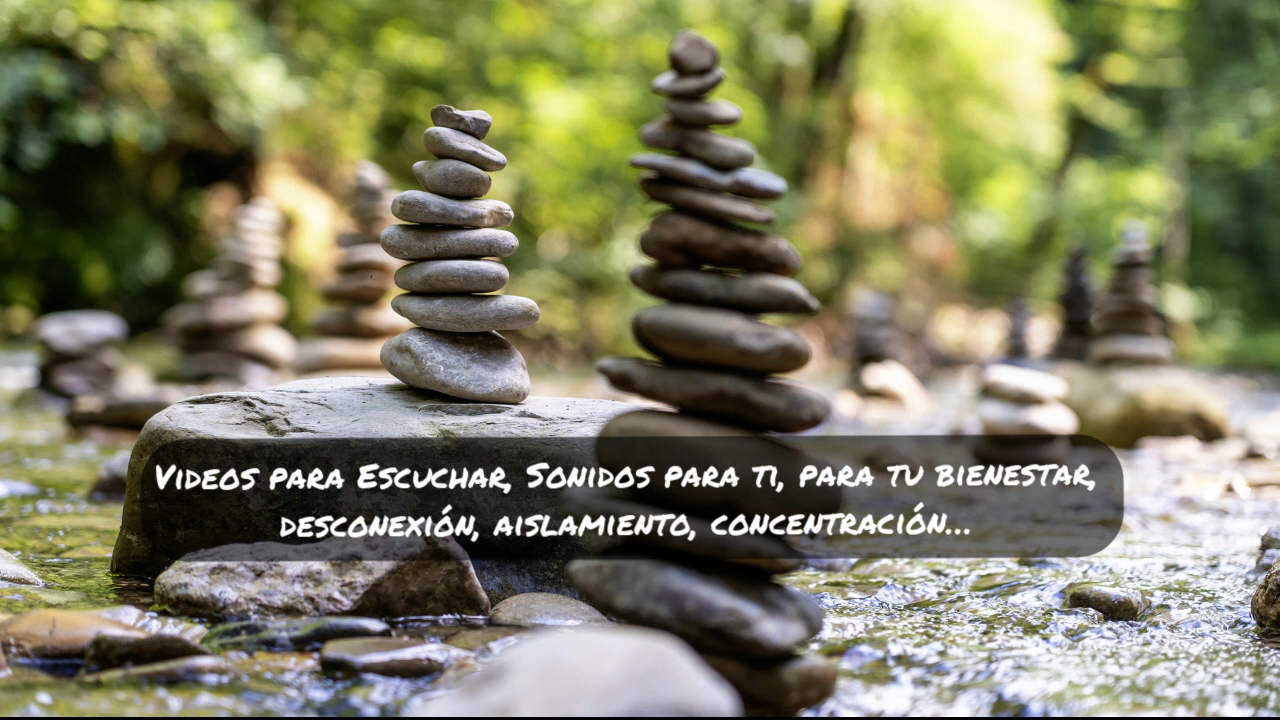 Videos para Escuchar, Sonidos para ti, para tu bienestar,
desconexión, aislamiento, concentración...